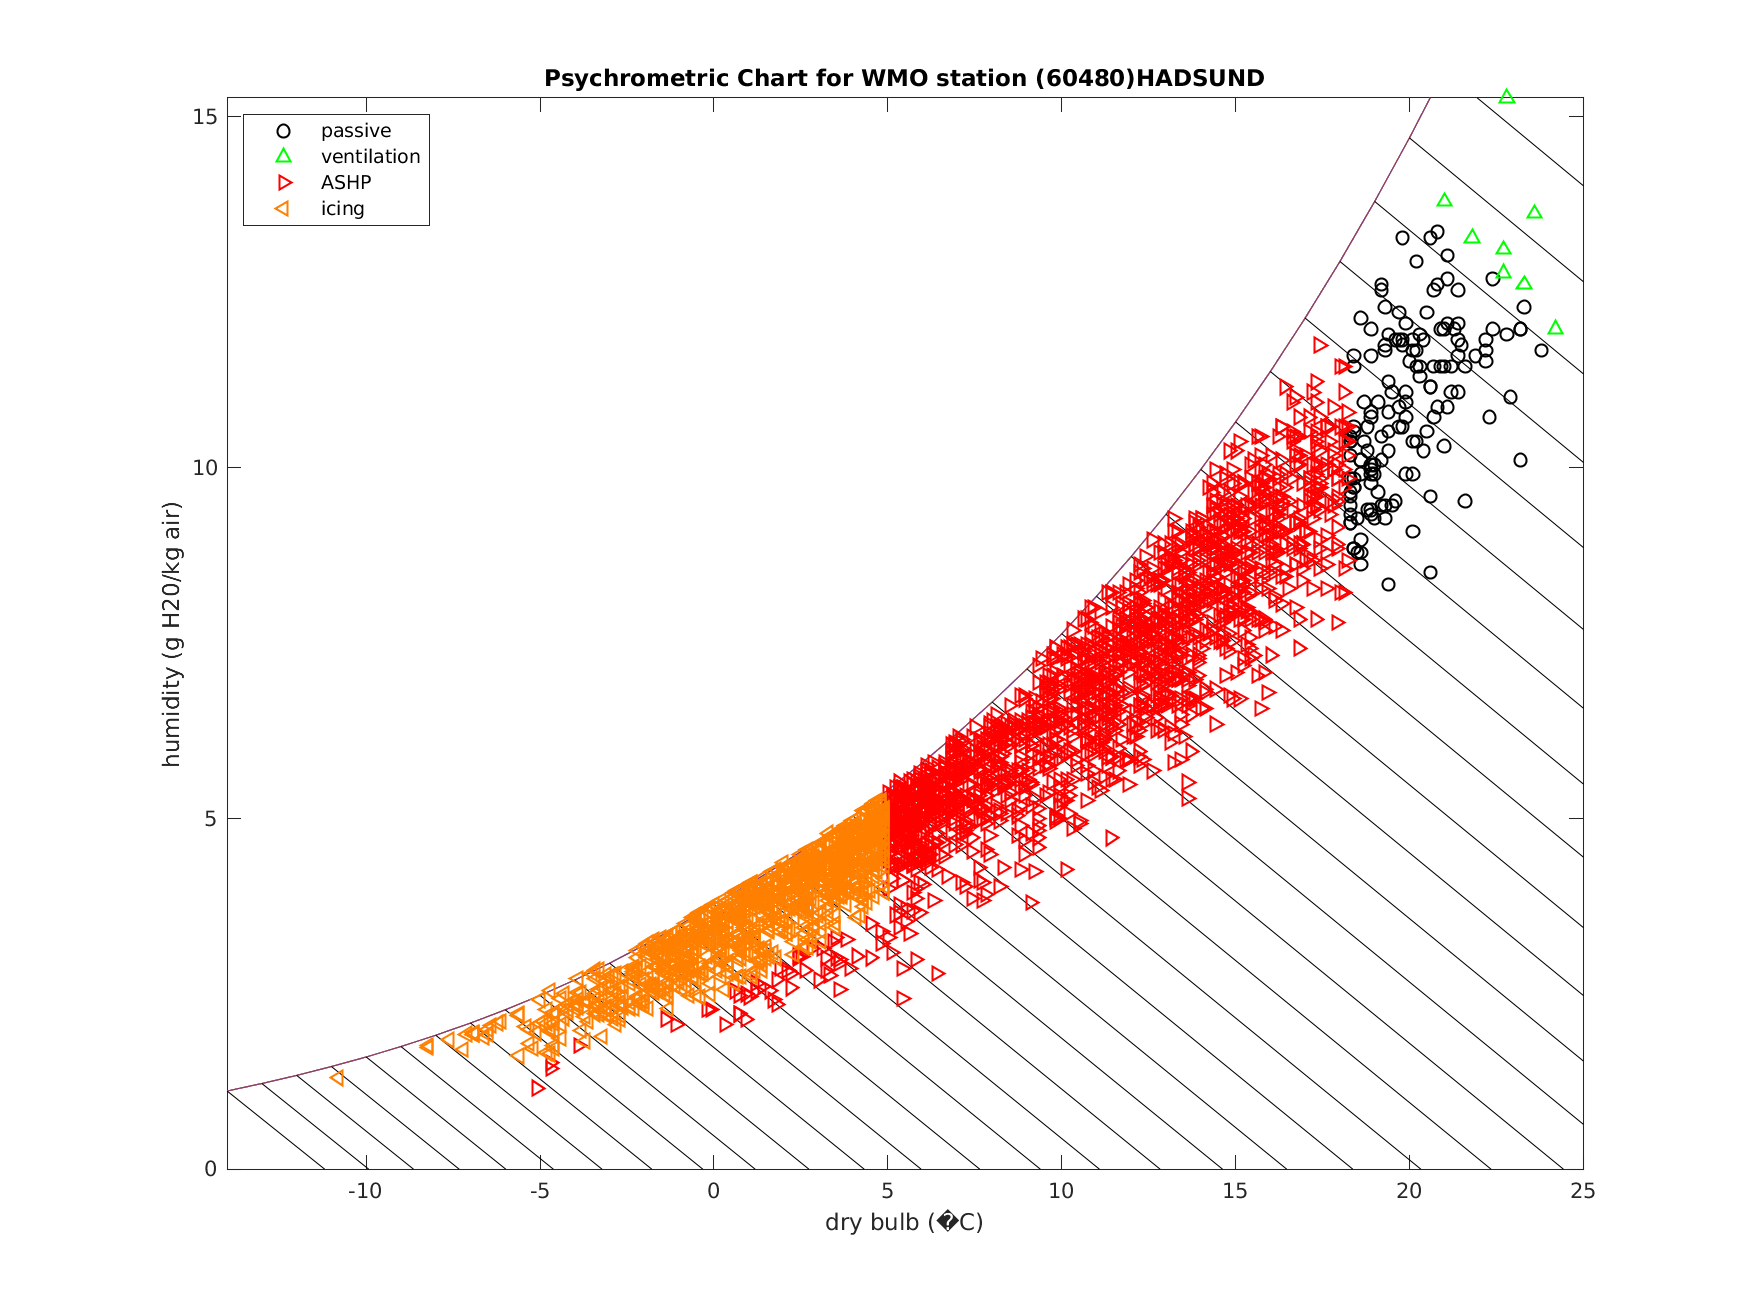 Psychrometric Chart for WMO station (60480)HADSUND
passive
ventilation
ASHP
icing
15
10
5
0
humidity (g H20/kg air)
-10 -5 0 5 10 15 20 25
dry bulb (�C)